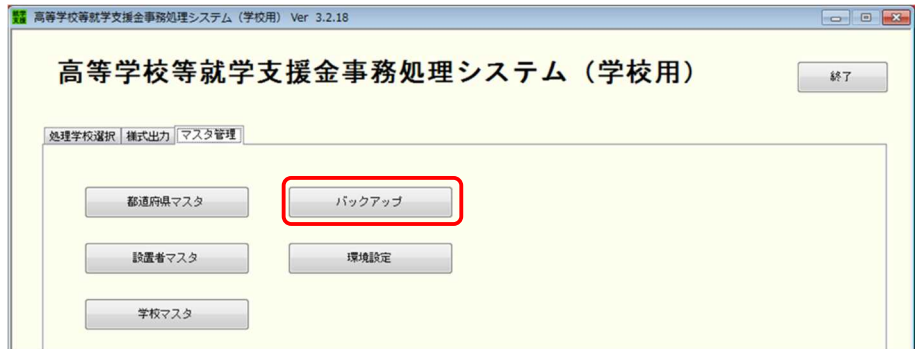 就学支援 高等学校等就学支援金事務処理システム（学校用） Ver 3.2.18
高等学校等就学支援金事務処理システム（学校用）
終了
処理学校選択 様式出力 マスタ管理
都道府県マスタ バックアップ
設置者マスタ 環境設定
学校マスタ